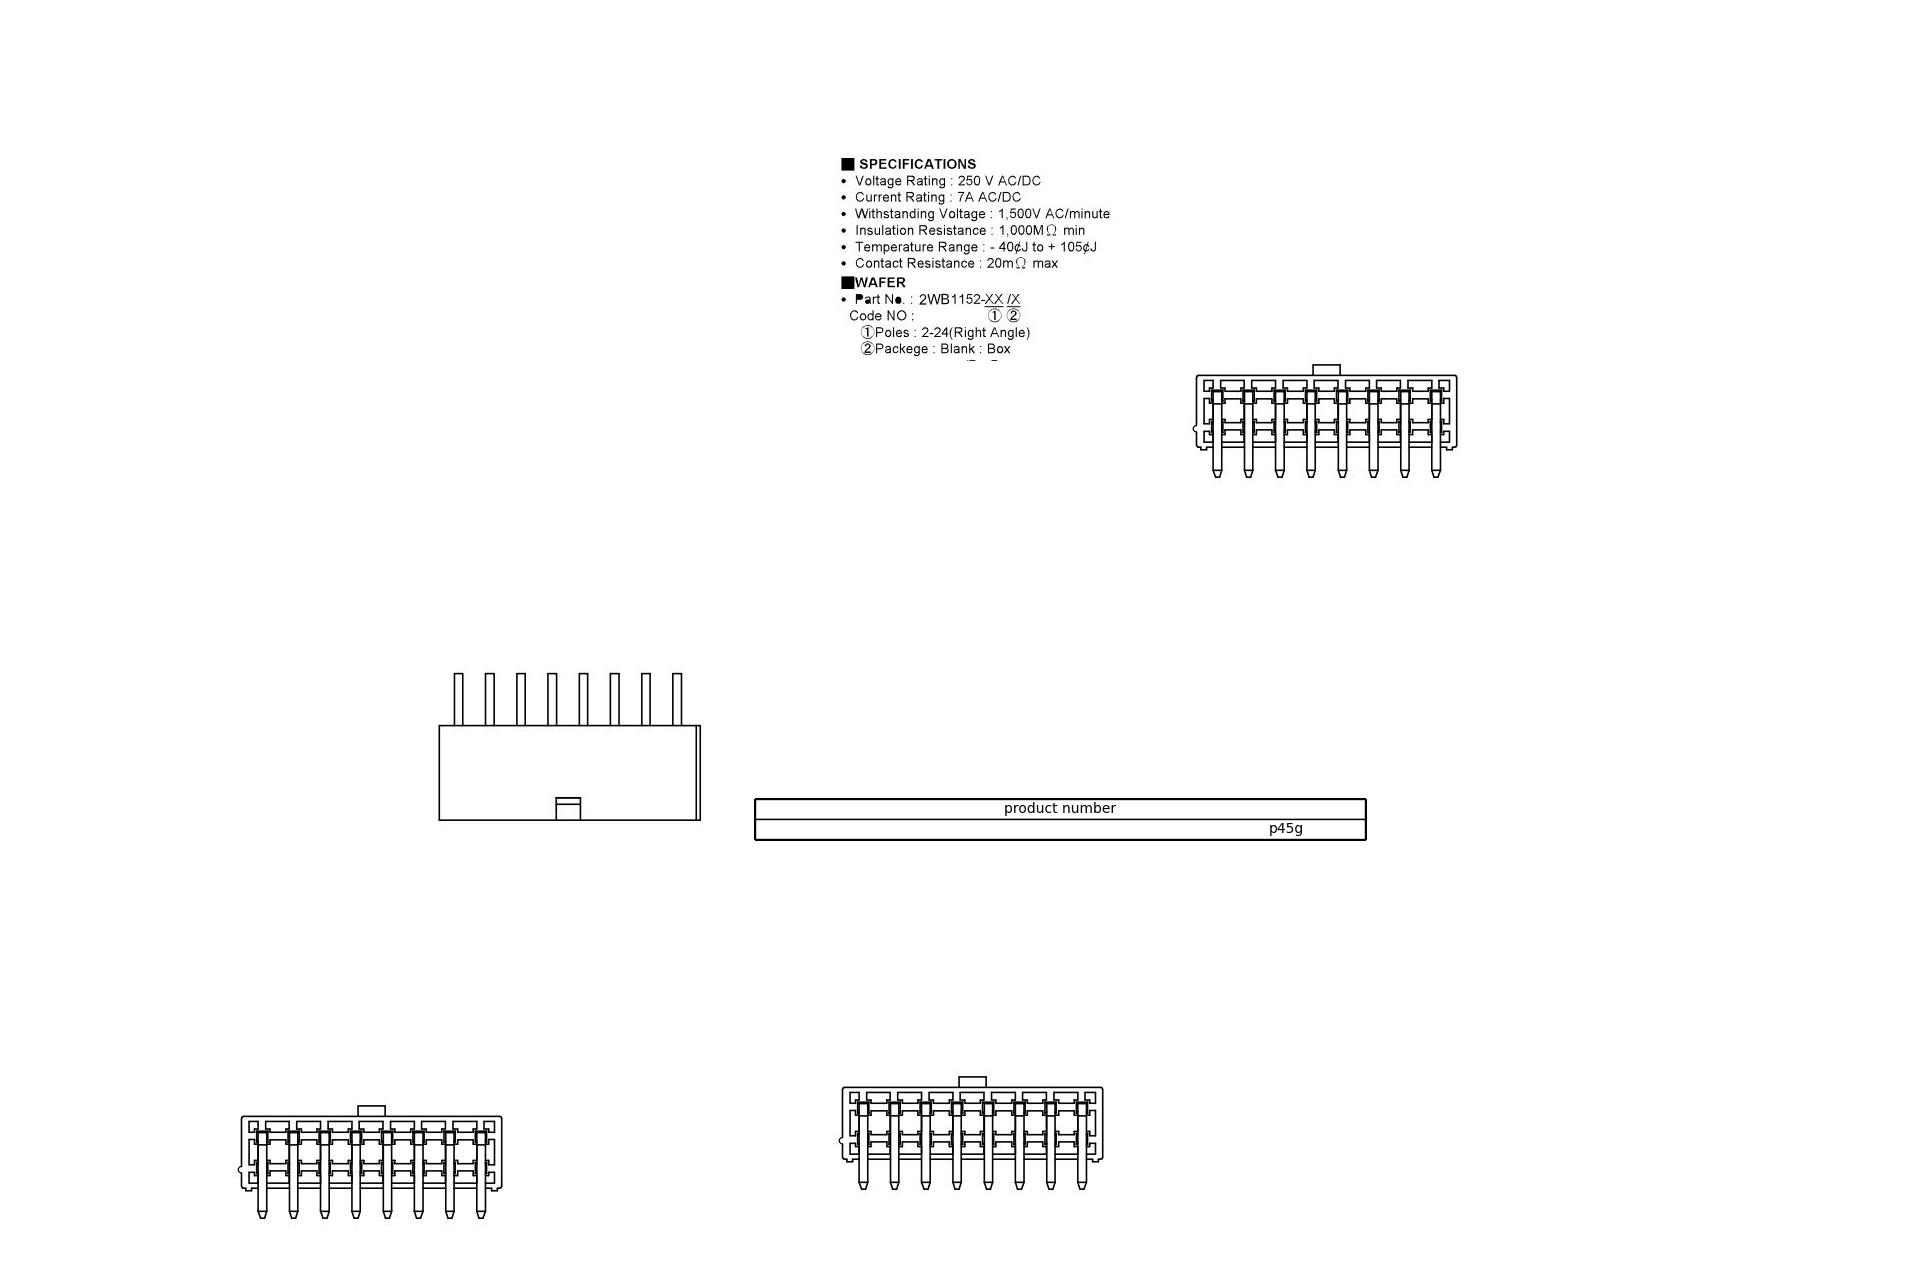 ■ SPECIFICATIONS
• Voltage Rating : 250 V AC/DC
• Current Rating : 7A AC/DC
• Withstanding Voltage : 1,500V AC/minute
• Insulation Resistance : 1,000MΩ min
• Temperature Range : - 40¢J to + 105¢J
• Contact Resistance : 20mΩ max
■WAFER
• Part No. : 2WB1152-XX /X
Code NO : ① ②
①Poles : 2-24(Right Angle)
②Packege : Blank : Box
product number
p45g